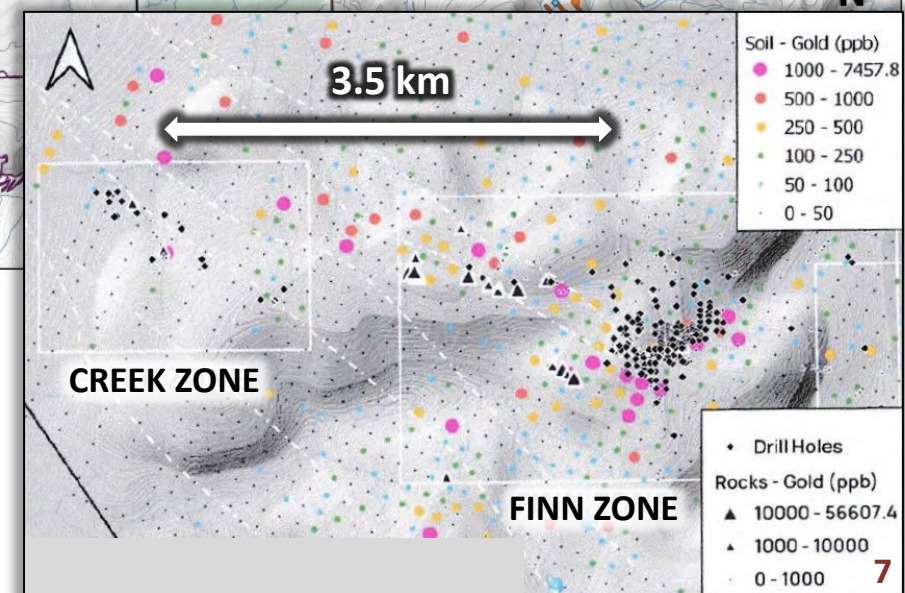 N
3.5 km
Soil - Gold (ppb)
1000 - 7457.8
500 - 1000
250 - 500
100 - 250
50 - 100
0 - 50
CREEK ZONE
FINN ZONE
Drill Holes
Rocks - Gold (ppb)
10000 - 56607.4
1000 - 10000
0 - 1000
7